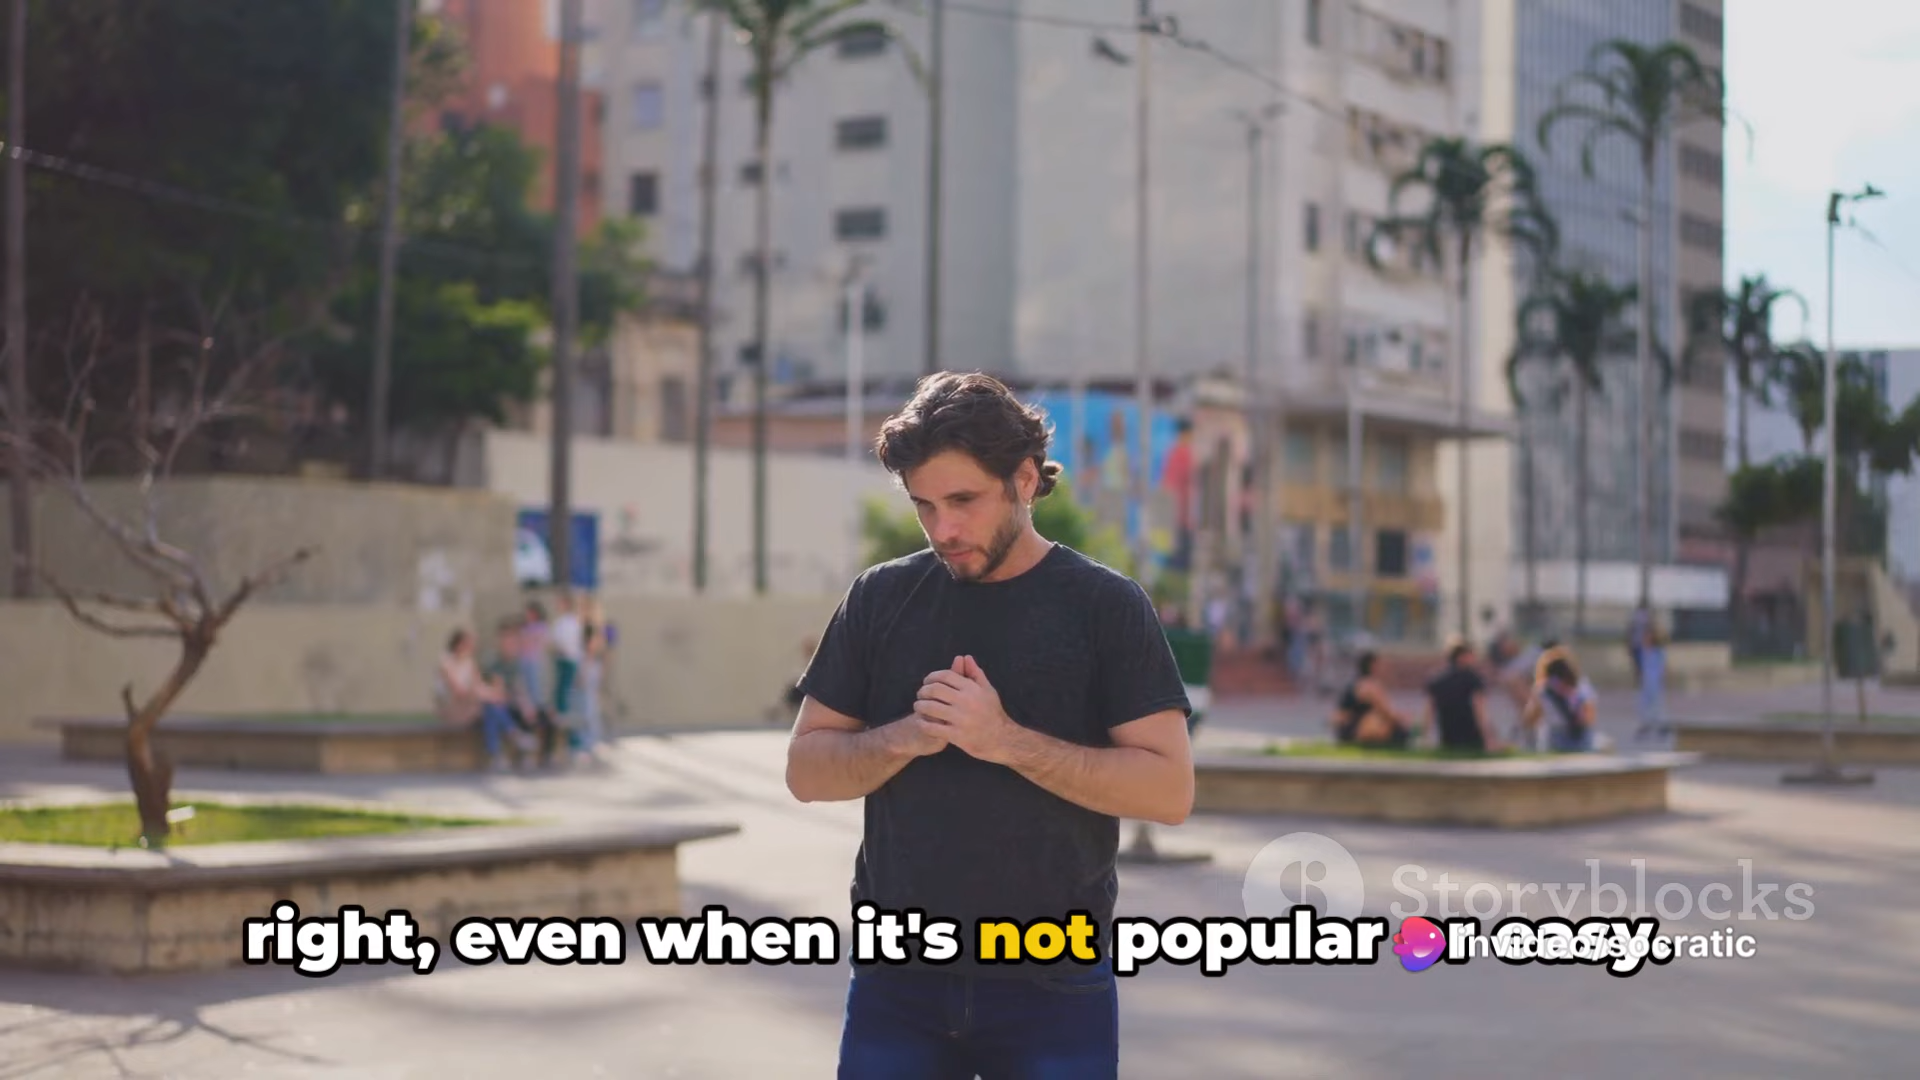 Storyblocks
right, even when it's not popular or easy.
invideo/socratic